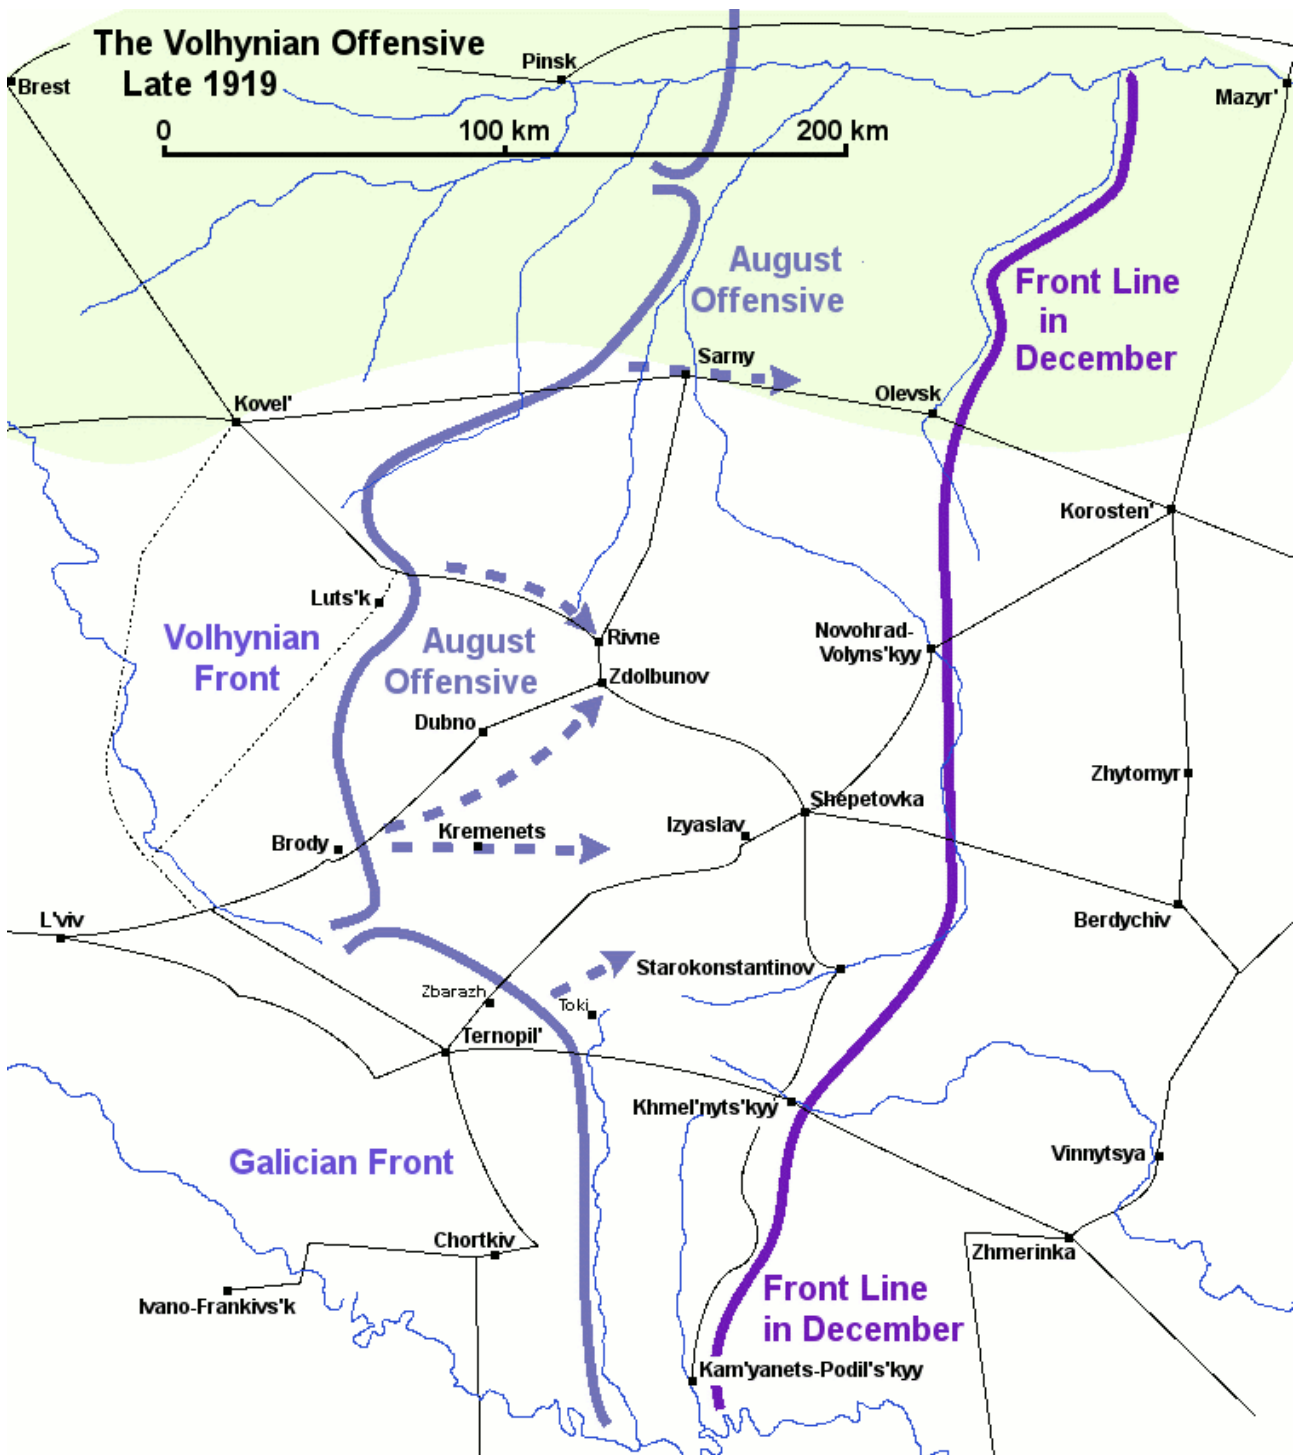 The Volhynian Offensive
Late 1919
Pinsk
Brest
Mazyr'
0
100 km
200 km
August
Offensive
Front Line
in
December
Sarny
Olevsk
Kovel'
Korosten'
Luts'k
Volhynian
Front
August
Offensive
Rivne
Novohrad-
Volyns'kyy
Zdolbunov
Dubno
Zhytomyr
Shepetovka
Izyaslav
Kremenets
Brody
L'viv
Berdychiv
Starokonstantinov
Zbarazh
Toki
Ternopil'
Khmel'nyts'kyy
Vinnytsya
Galician Front
Chortkiv
Zhmerinka
Ivano-Frankivs'k
Front Line
in December
Kam'yanets-Podil's'kyy